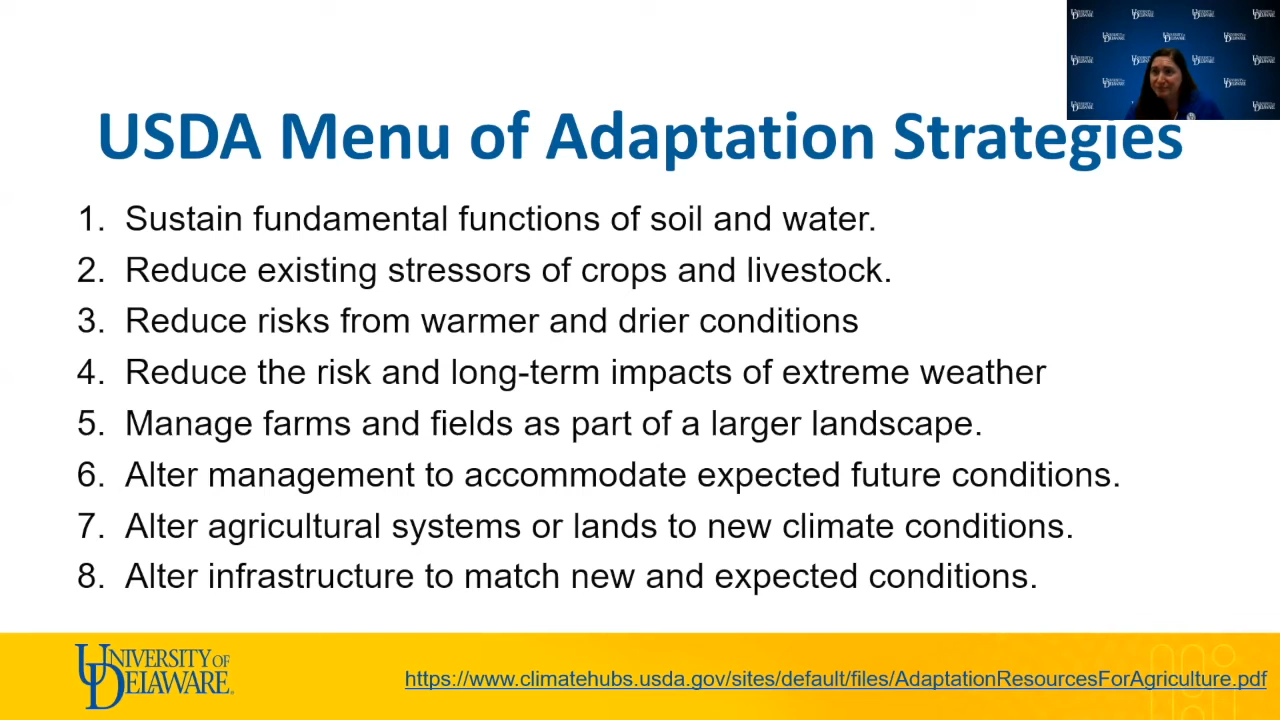 USDA Menu of Adaptation Strategies
1. Sustain fundamental functions of soil and water.
2. Reduce existing stressors of crops and livestock.
3. Reduce risks from warmer and drier conditions
4. Reduce the risk and long-term impacts of extreme weather
5. Manage farms and fields as part of a larger landscape.
6. Alter management to accommodate expected future conditions.
7. Alter agricultural systems or lands to new climate conditions.
8. Alter infrastructure to match new and expected conditions.
UNIVERSITY OF
DELAWARE
https://www.climatehubs.usda.gov/sites/default/files/AdaptationResourcesForAgriculture.pdf